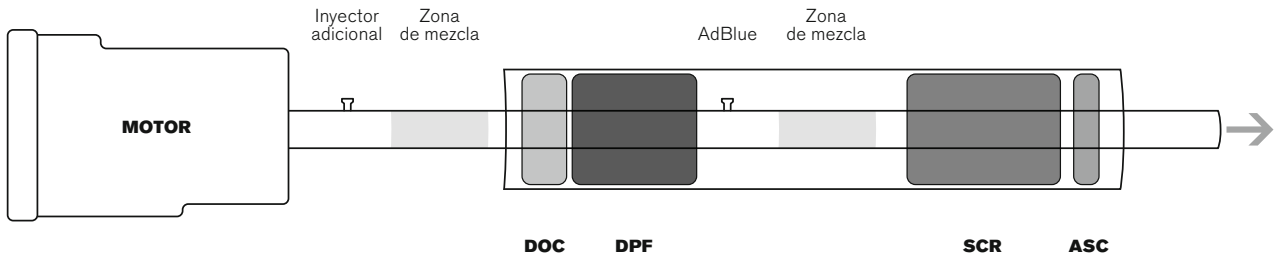 Inyector
adicional
Zona
de mezcla
AdBlue
Zona
de mezcla
MOTOR
DOC
DPF
SCR
ASC